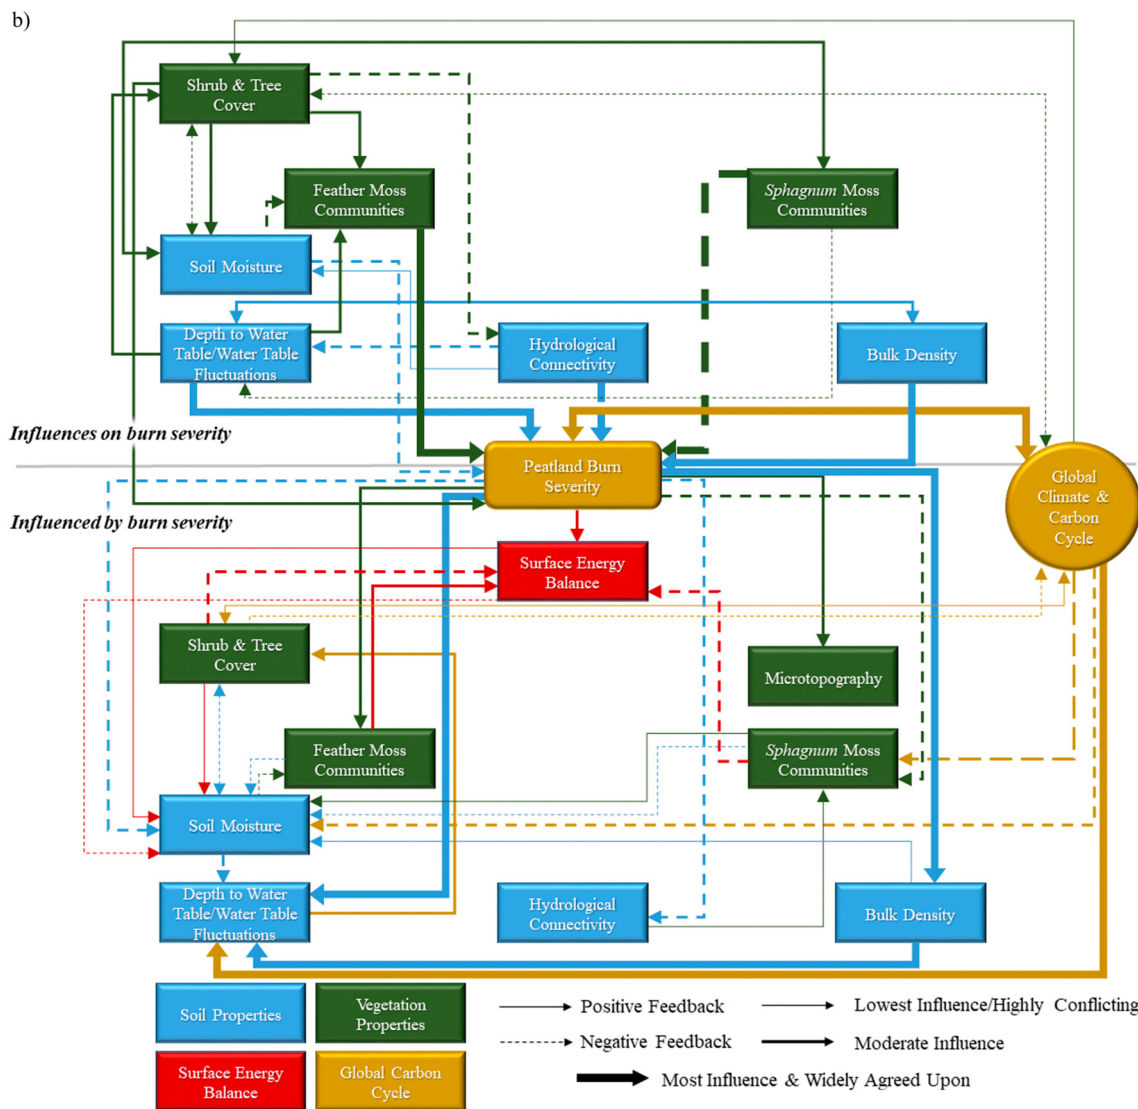 b)
Shrub & Tree
Cover
Feather Moss
Communities
Sphagnum Moss
Communities
Soil Moisture
Depth to Water
Table/Water Table
Fluctuations
Hydrological
Connectivity
Bulk Density
Influences on burn severity
Peatland Burn
Severity
Global
Climate &
Carbon
Cycle
Influenced by burn severity
Surface Energy
Balance
Shrub & Tree
Cover
Microtopography
Feather Moss
Communities
Sphagnum Moss
Communities
Soil Moisture
Depth to Water
Table/Water Table
Fluctuations
Hydrological
Connectivity
Bulk Density
Soil Properties
Vegetation
Properties
Positive Feedback
Lowest Influence/Highly Conflicting
Negative Feedback
Moderate Influence
Surface Energy
Balance
Global Carbon
Cycle
Most Influence & Widely Agreed Upon